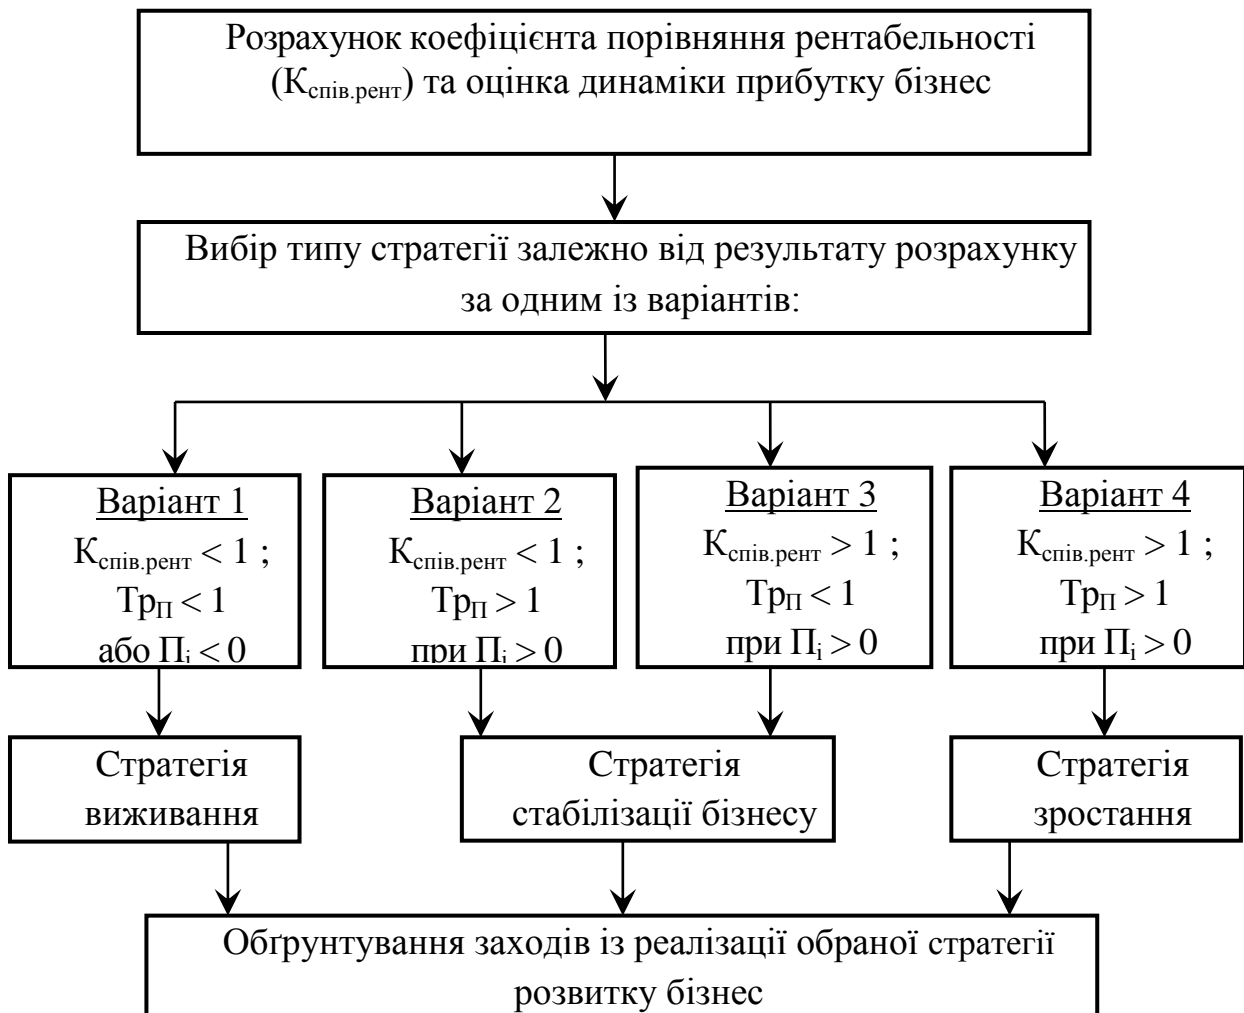 Розрахунок коефіцієнта порівняння рентабельності
(Кспів.рент) та оцінка динаміки прибутку бізнес
Вибір типу стратегії залежно від результату розрахунку
за одним із варіантів:
Варіант 1
Кспів.рент < 1 ;
ТрП < 1
або Пі < 0
Варіант 2
Кспів.рент < 1 ;
ТрП > 1
при Пі > 0
Варіант 3
Кспів.рент > 1 ;
ТрП < 1
при Пі > 0
Варіант 4
Кспів.рент > 1 ;
ТрП > 1
при Пі > 0
Стратегія
виживання
Стратегія
стабілізації бізнесу
Стратегія
зростання
Обґрунтування заходів із реалізації обраної стратегії
розвитку бізнес